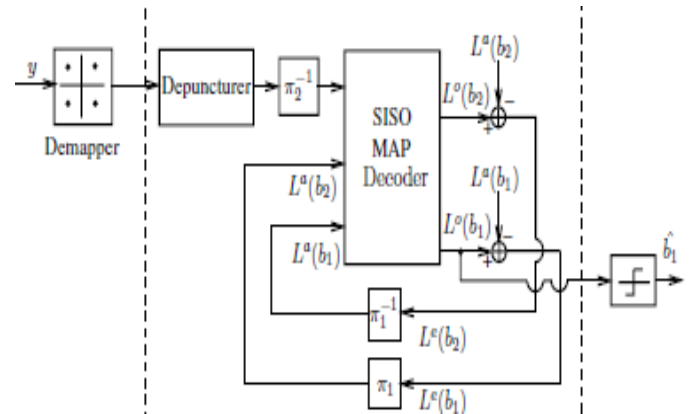 y
Demapper
Depuncturer
π₂⁻¹
SISO
MAP
Decoder
Lᵃ(b₂)
Lᵒ(b₂)
−
+
Lᵃ(b₁)
Lᵒ(b₁)
−
+
Lᵃ(b₂)
Lᵃ(b₁)
b̂₁
π₁⁻¹
Lᵉ(b₂)
π₁
Lᵉ(b₁)